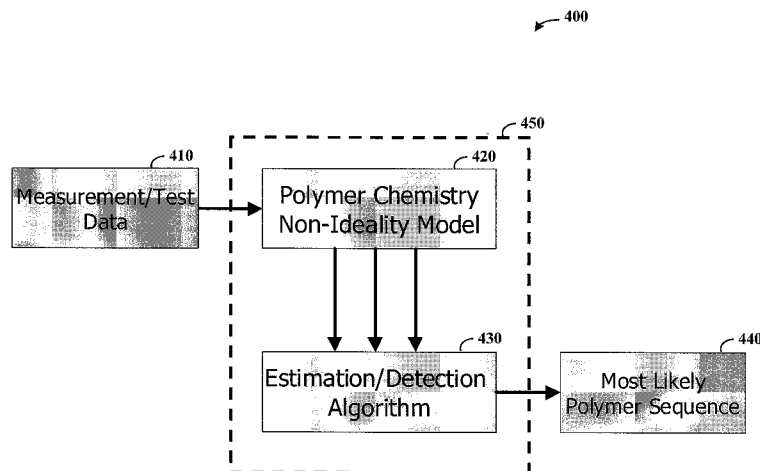 400
450
410
420
Measurement/Test
Data
Polymer Chemistry
Non-Ideality Model
430
440
Estimation/Detection
Algorithm
Most Likely
Polymer Sequence